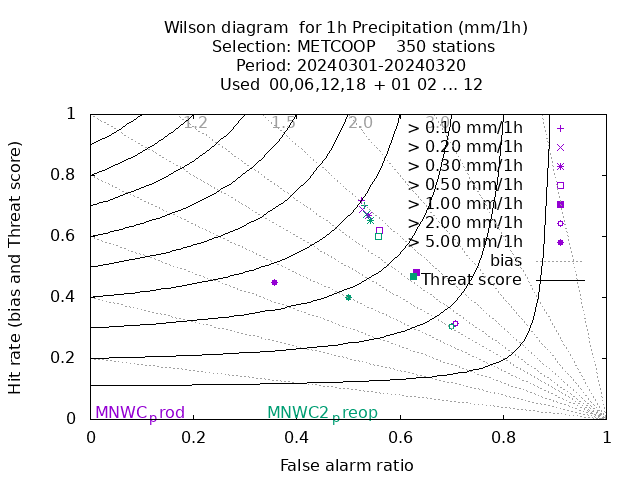 Wilson diagram for 1h Precipitation (mm/1h)
Selection: METCOOP 350 stations
Period: 20240301-20240320
Used 00,06,12,18 + 01 02 ... 12
Hit rate (bias and Threat score)
1
0.8
0.6
0.4
0.2
0
1.2
1.5
2.0
3.0
> 0.10 mm/1h
> 0.20 mm/1h
> 0.30 mm/1h
> 0.50 mm/1h
> 1.00 mm/1h
> 2.00 mm/1h
> 5.00 mm/1h
bias
Threat score
MNWCprod
MNWC2preop
0 0.2 0.4 0.6 0.8 1
False alarm ratio